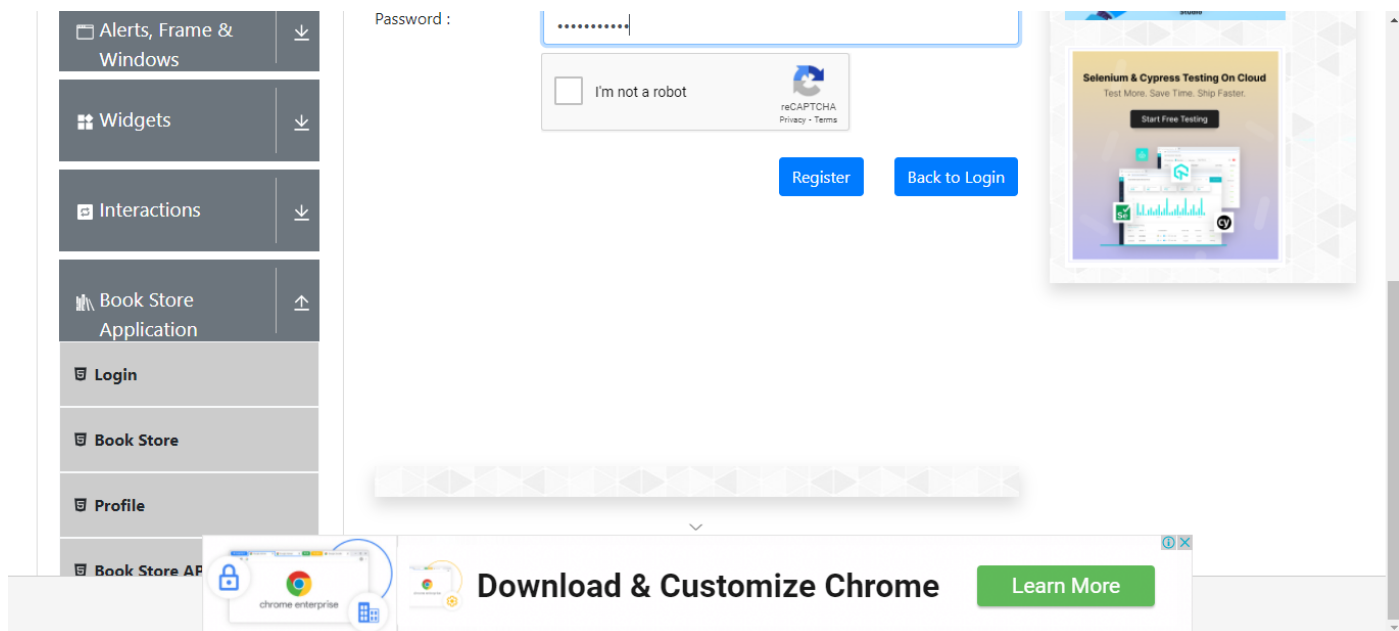 Password :
Alerts, Frame &
Windows
I'm not a robot
reCAPTCHA
Privacy - Terms
Selenium & Cypress Testing On Cloud
Test More. Save Time. Ship Faster.
Start Free Testing
Widgets
Register
Back to Login
Interactions
Book Store
Application
Login
Book Store
Profile
Book Store AP
chrome enterprise
Download & Customize Chrome
Learn More